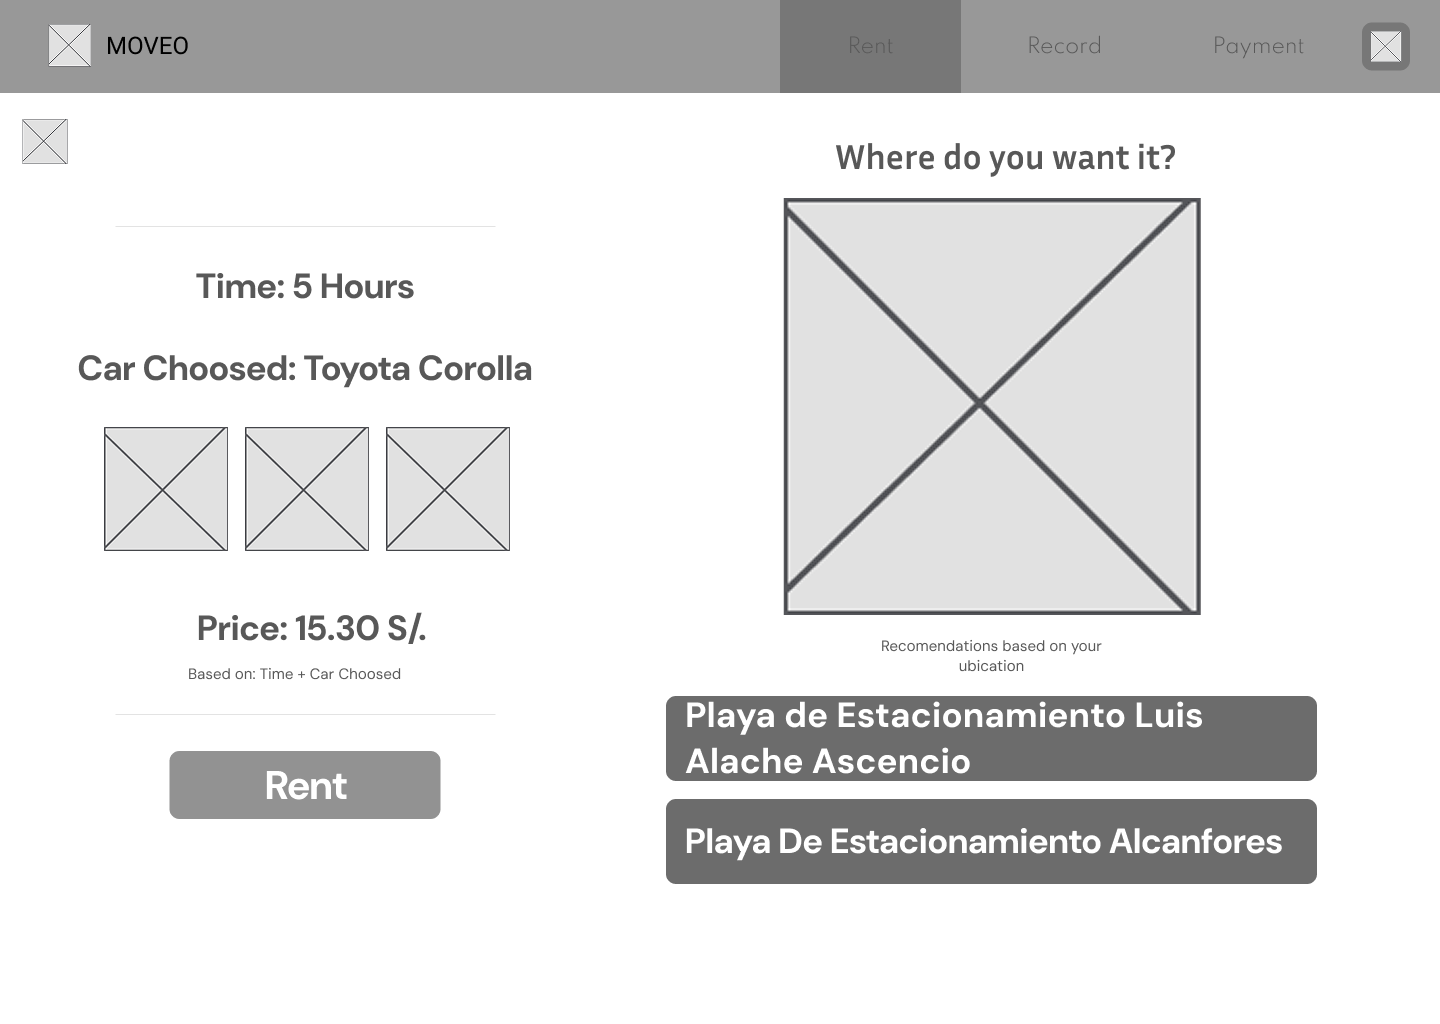 MOVEO
Rent
Record
Payment
Time: 5 Hours
Car Choosed: Toyota Corolla
Price: 15.30 S/.
Based on: Time + Car Choosed
Rent
Where do you want it?
Recomendations based on your
ubication
Playa de Estacionamiento Luis
Alache Ascencio
Playa De Estacionamiento Alcanfores